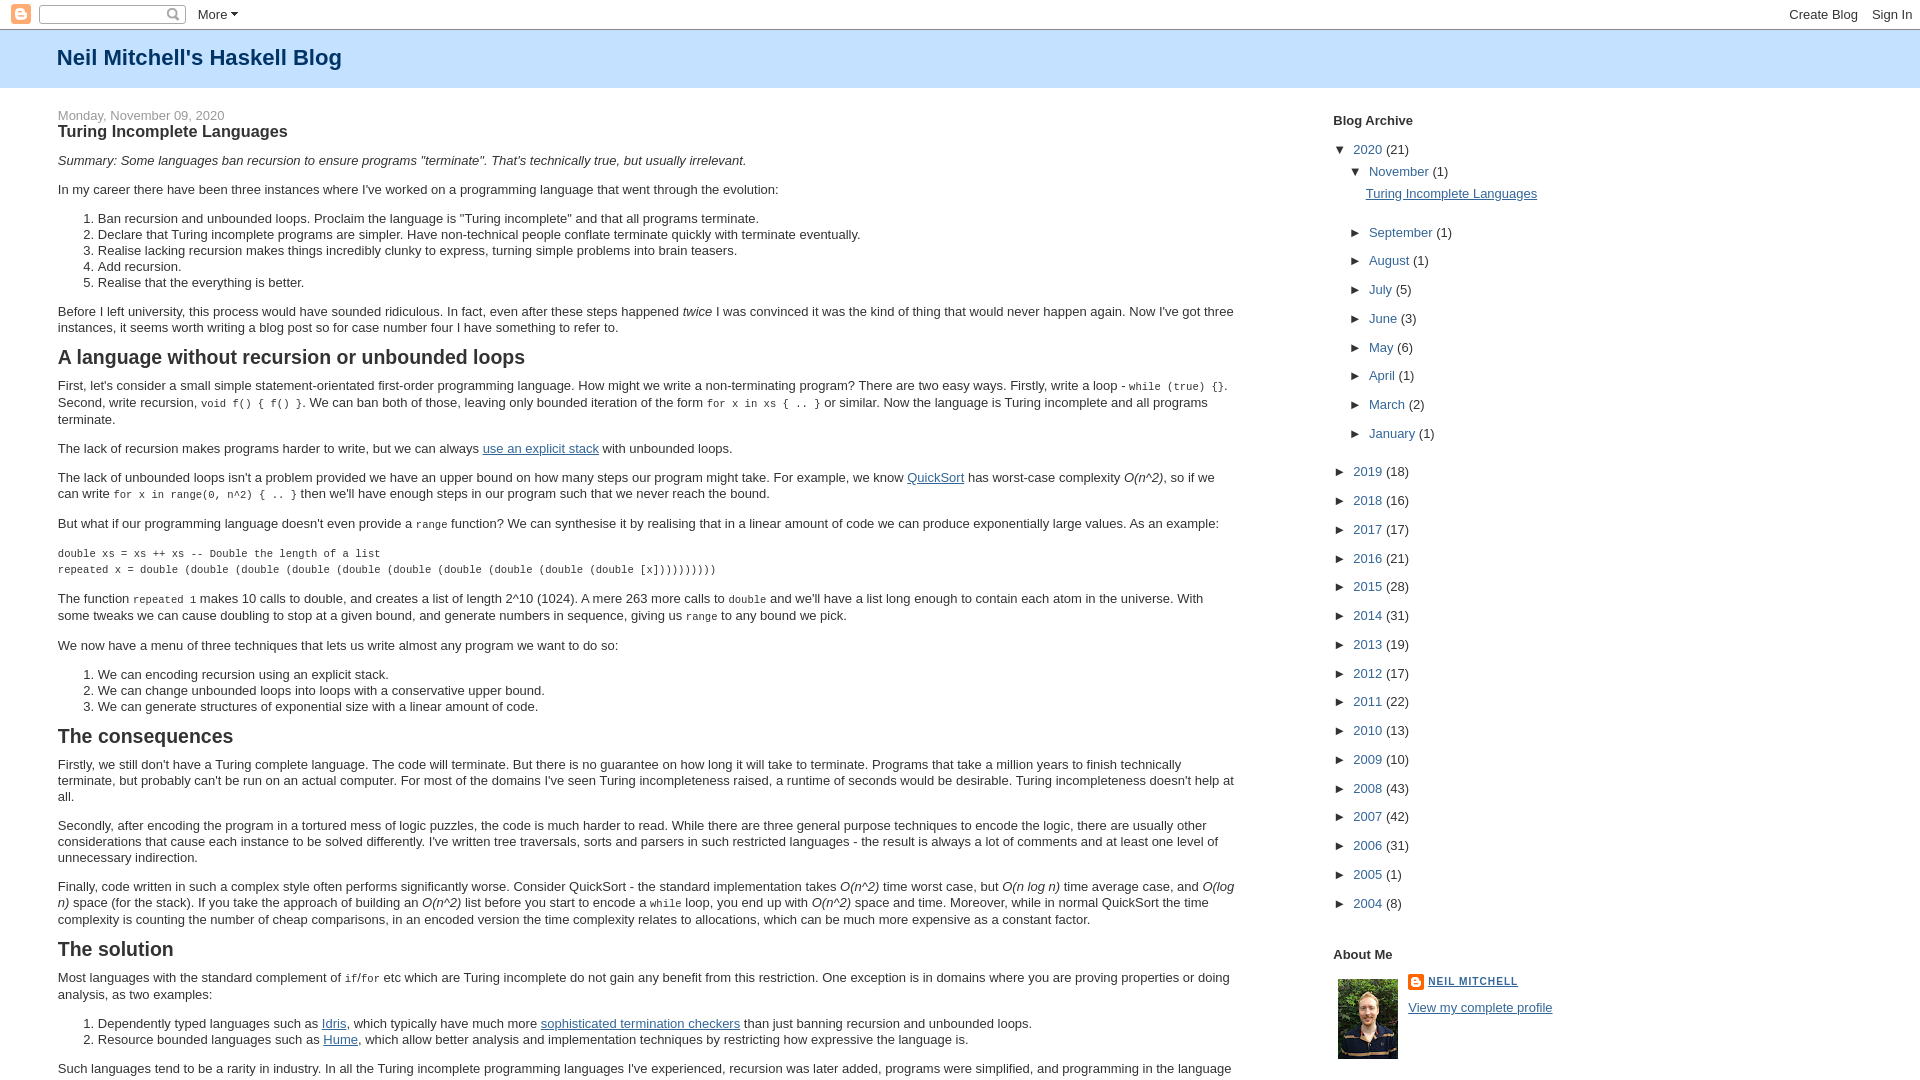 More
Create Blog
Sign In
Neil Mitchell's Haskell Blog
Monday, November 09, 2020
Turing Incomplete Languages
Summary: Some languages ban recursion to ensure programs "terminate". That's technically true, but usually irrelevant.
In my career there have been three instances where I've worked on a programming language that went through the evolution:
1. Ban recursion and unbounded loops. Proclaim the language is "Turing incomplete" and that all programs terminate.
2. Declare that Turing incomplete programs are simpler. Have non-technical people conflate terminate quickly with terminate eventually.
3. Realise lacking recursion makes things incredibly clunky to express, turning simple problems into brain teasers.
4. Add recursion.
5. Realise that the everything is better.
Before I left university, this process would have sounded ridiculous. In fact, even after these steps happened twice I was convinced it was the kind of thing that would never happen again. Now I've got three
instances, it seems worth writing a blog post so for case number four I have something to refer to.
A language without recursion or unbounded loops
First, let's consider a small simple statement-orientated first-order programming language. How might we write a non-terminating program? There are two easy ways. Firstly, write a loop - while (true) {}.
Second, write recursion, void f() { f() }. We can ban both of those, leaving only bounded iteration of the form for x in xs { .. } or similar. Now the language is Turing incomplete and all programs
terminate.
The lack of recursion makes programs harder to write, but we can always use an explicit stack with unbounded loops.
The lack of unbounded loops isn't a problem provided we have an upper bound on how many steps our program might take. For example, we know QuickSort has worst-case complexity O(n^2), so if we
can write for x in range(0, n^2) { .. } then we'll have enough steps in our program such that we never reach the bound.
But what if our programming language doesn't even provide a range function? We can synthesise it by realising that in a linear amount of code we can produce exponentially large values. As an example:
double xs = xs ++ xs -- Double the length of a list
repeated x = double (double (double (double (double (double (double (double (double (double [x])))))))))
The function repeated 1 makes 10 calls to double, and creates a list of length 2^10 (1024). A mere 263 more calls to double and we'll have a list long enough to contain each atom in the universe. With
some tweaks we can cause doubling to stop at a given bound, and generate numbers in sequence, giving us range to any bound we pick.
We now have a menu of three techniques that lets us write almost any program we want to do so:
1. We can encoding recursion using an explicit stack.
2. We can change unbounded loops into loops with a conservative upper bound.
3. We can generate structures of exponential size with a linear amount of code.
The consequences
Firstly, we still don't have a Turing complete language. The code will terminate. But there is no guarantee on how long it will take to terminate. Programs that take a million years to finish technically
terminate, but probably can't be run on an actual computer. For most of the domains I've seen Turing incompleteness raised, a runtime of seconds would be desirable. Turing incompleteness doesn't help at
all.
Secondly, after encoding the program in a tortured mess of logic puzzles, the code is much harder to read. While there are three general purpose techniques to encode the logic, there are usually other
considerations that cause each instance to be solved differently. I've written tree traversals, sorts and parsers in such restricted languages - the result is always a lot of comments and at least one level of
unnecessary indirection.
Finally, code written in such a complex style often performs significantly worse. Consider QuickSort - the standard implementation takes O(n^2) time worst case, but O(n log n) time average case, and O(log
n) space (for the stack). If you take the approach of building an O(n^2) list before you start to encode a while loop, you end up with O(n^2) space and time. Moreover, while in normal QuickSort the time
complexity is counting the number of cheap comparisons, in an encoded version the time complexity relates to allocations, which can be much more expensive as a constant factor.
The solution
Most languages with the standard complement of if/for etc which are Turing incomplete do not gain any benefit from this restriction. One exception is in domains where you are proving properties or doing
analysis, as two examples:
1. Dependently typed languages such as Idris, which typically have much more sophisticated termination checkers than just banning recursion and unbounded loops.
2. Resource bounded languages such as Hume, which allow better analysis and implementation techniques by restricting how expressive the language is.
Such languages tend to be a rarity in industry. In all the Turing incomplete programming languages I've experienced, recursion was later added, programs were simplified, and programming in the language
Blog Archive
▼ 2020 (21)
▼ November (1)
Turing Incomplete Languages
► September (1)
► August (1)
► July (5)
► June (3)
► May (6)
► April (1)
► March (2)
► January (1)
► 2019 (18)
► 2018 (16)
► 2017 (17)
► 2016 (21)
► 2015 (28)
► 2014 (31)
► 2013 (19)
► 2012 (17)
► 2011 (22)
► 2010 (13)
► 2009 (10)
► 2008 (43)
► 2007 (42)
► 2006 (31)
► 2005 (1)
► 2004 (8)
About Me
NEIL MITCHELL
View my complete profile